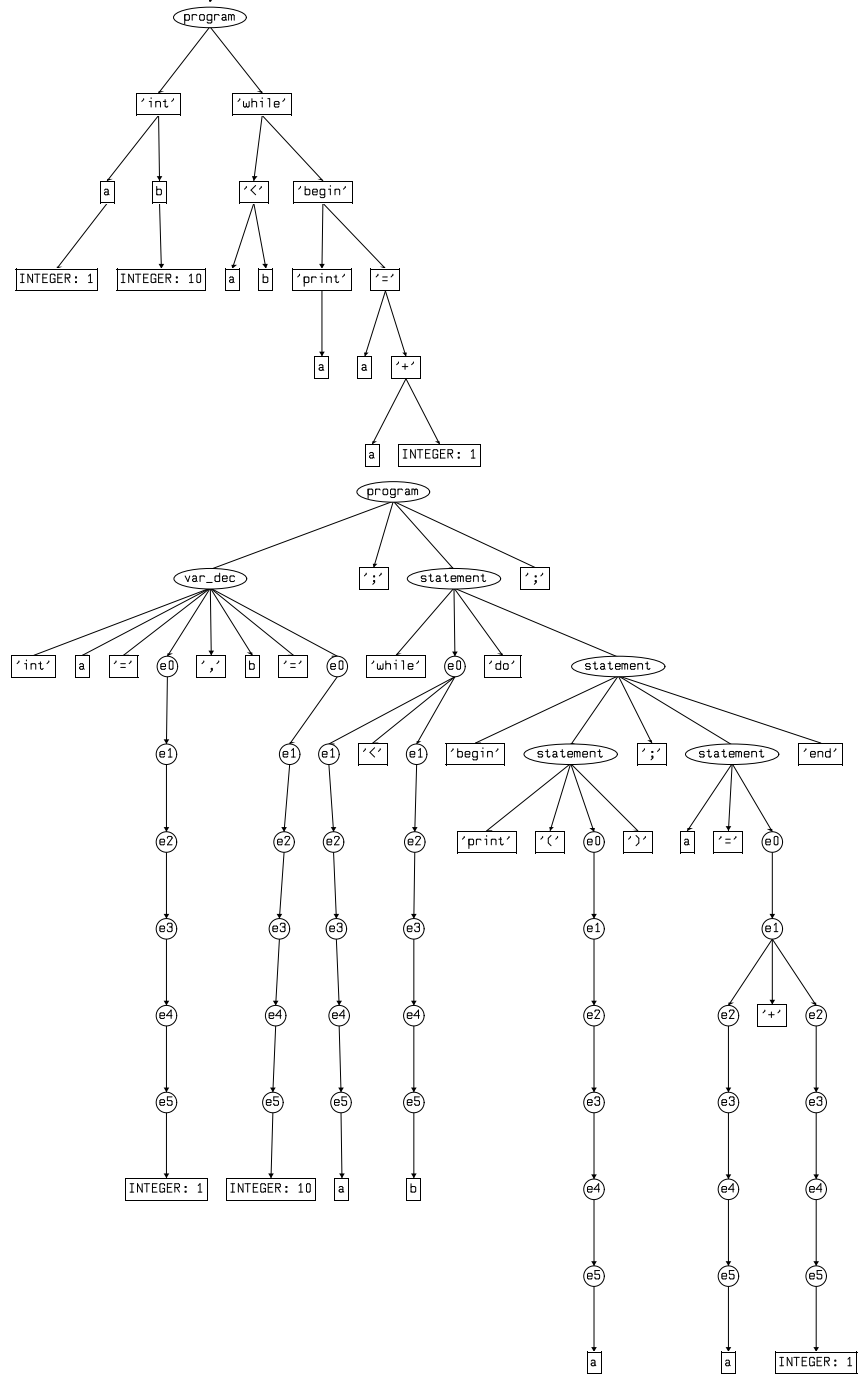 program
'int' 'while'
a b '<' 'begin'
INTEGER: 1 INTEGER: 10 a b 'print' '='
a a '+'
a INTEGER: 1
program
var_dec ';' statement ';'
'int' a '=' e0 ',' b '=' e0 'while' e0 'do' statement
e1 e1 e1 '<' e1 'begin' statement ';' statement 'end'
e2 e2 e2 e2 'print' '(' e0 ')' a '=' e0
e3 e3 e3 e3 e1 e1
e4 e4 e4 e4 e2 e2 '+' e2
e5 e5 e5 e5 e3 e3 e3
INTEGER: 1 INTEGER: 10 a b e4 e4 e4
e5 e5 e5
a a INTEGER: 1